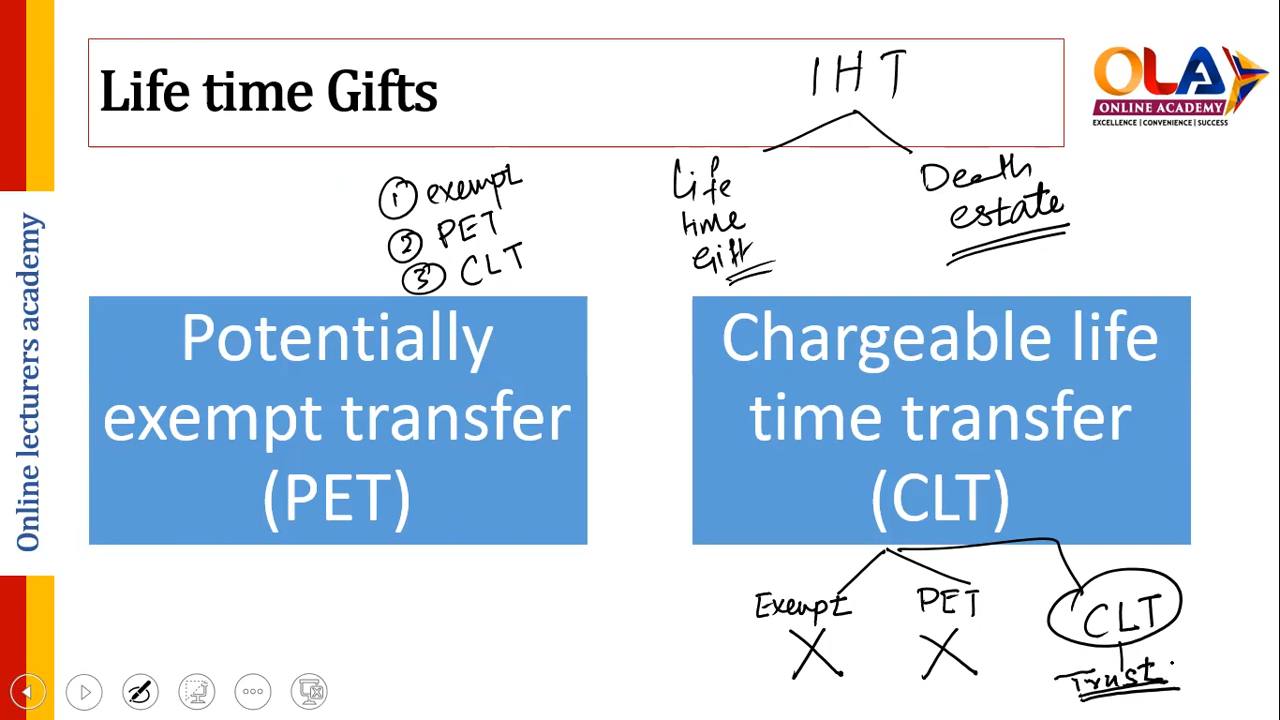 Life time Gifts
I H T
OLA
ONLINE ACADEMY
EXCELLENCE | CONVENIENCE | SUCCESS
① exempt
② PET
③ CLT
Life
time
Gift
Death
estate
Online lecturers academy
Potentially
exempt transfer
(PET)
Chargeable life
time transfer
(CLT)
Exempt
PET
CLT
X
X
Trust